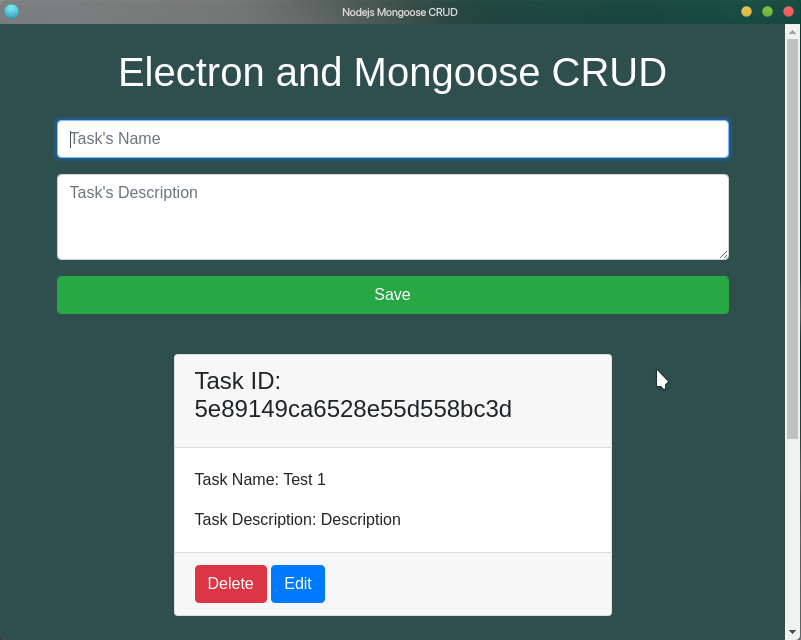 Nodejs Mongoose CRUD
Electron and Mongoose CRUD
Task's Name
Task's Description
Save
Task ID:
5e89149ca6528e55d558bc3d
Task Name: Test 1
Task Description: Description
Delete Edit